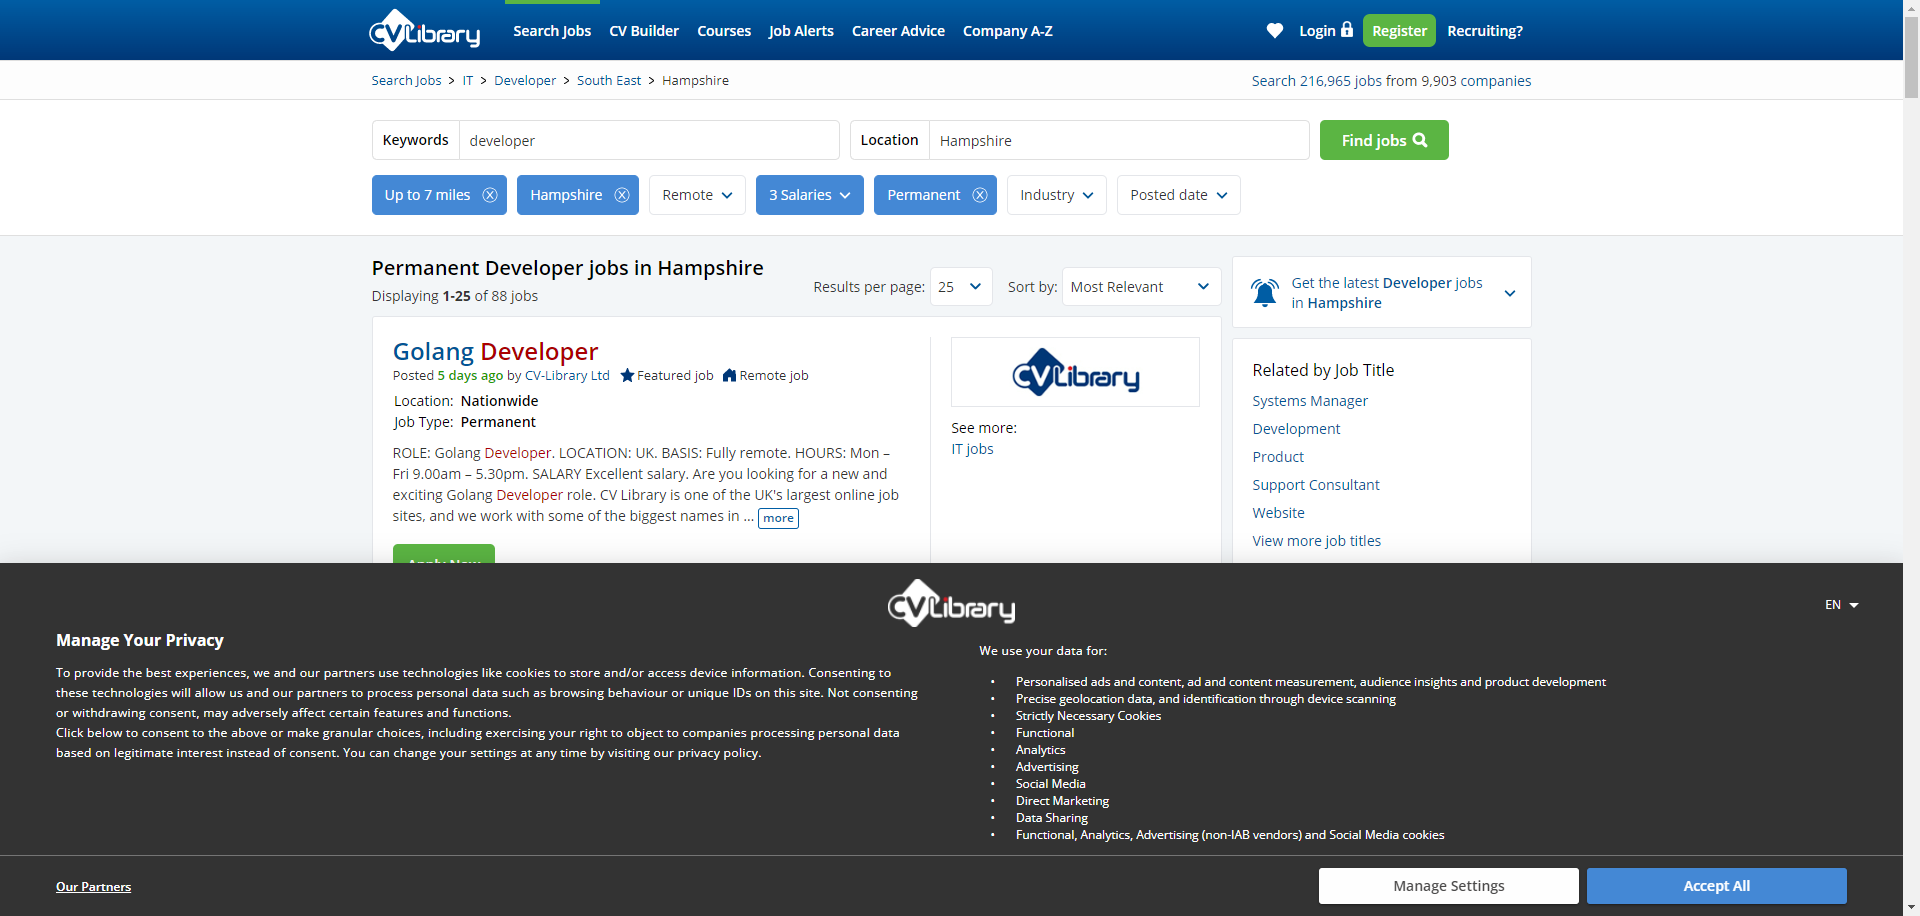 CVLibrary
Search Jobs
CV Builder
Courses
Job Alerts
Career Advice
Company A-Z
Login
Register
Recruiting?
Search Jobs > IT > Developer > South East > Hampshire
Search 216,965 jobs from 9,903 companies
Keywords
developer
Location
Hampshire
Find jobs
Up to 7 miles
Hampshire
Remote
3 Salaries
Permanent
Industry
Posted date
Permanent Developer jobs in Hampshire
Displaying 1-25 of 88 jobs
Results per page: 25
Sort by: Most Relevant
Get the latest Developer jobs
in Hampshire
Golang Developer
Posted 5 days ago by CV-Library Ltd Featured job Remote job
Location: Nationwide
Job Type: Permanent
ROLE: Golang Developer. LOCATION: UK. BASIS: Fully remote. HOURS: Mon –
Fri 9.00am – 5.30pm. SALARY Excellent salary. Are you looking for a new and
exciting Golang Developer role. CV Library is one of the UK's largest online job
sites, and we work with some of the biggest names in ... more
Apply Now
CVLibrary
See more:
IT jobs
Related by Job Title
Systems Manager
Development
Product
Support Consultant
Website
View more job titles
CVLibrary
EN
Manage Your Privacy
To provide the best experiences, we and our partners use technologies like cookies to store and/or access device information. Consenting to
these technologies will allow us and our partners to process personal data such as browsing behaviour or unique IDs on this site. Not consenting
or withdrawing consent, may adversely affect certain features and functions.
Click below to consent to the above or make granular choices, including exercising your right to object to companies processing personal data
based on legitimate interest instead of consent. You can change your settings at any time by visiting our privacy policy.
We use your data for:
• Personalised ads and content, ad and content measurement, audience insights and product development
• Precise geolocation data, and identification through device scanning
• Strictly Necessary Cookies
• Functional
• Analytics
• Advertising
• Social Media
• Direct Marketing
• Data Sharing
• Functional, Analytics, Advertising (non-IAB vendors) and Social Media cookies
Our Partners
Manage Settings
Accept All